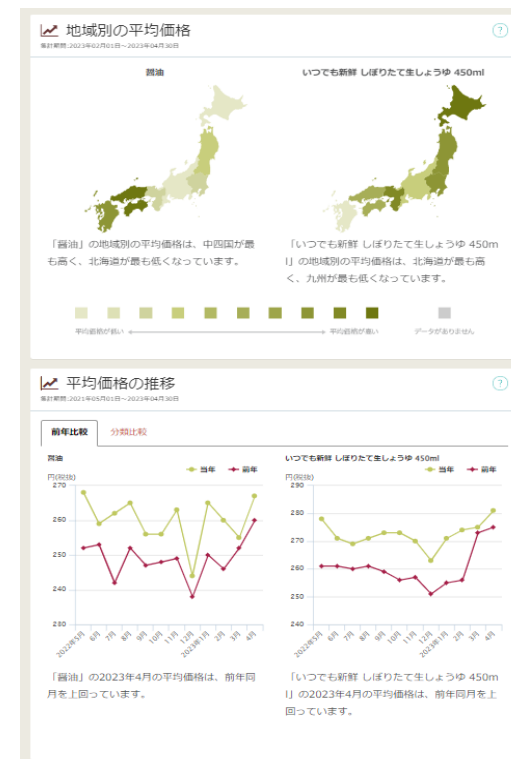 地域別の平均価格
?
集計期間:2023年02月01日~2023年04月30日
醤油
いつでも新鮮 しぼりたて生しょうゆ 450ml
「醤油」の地域別の平均価格は、中四国が最
も高く、北海道が最も低くなっています。
「いつでも新鮮 しぼりたて生しょうゆ 450m
l」の地域別の平均価格は、北海道が最も高
く、九州が最も低くなっています。
平均価格が低い
平均価格が高い
データがありません
平均価格の推移
?
集計期間:2021年05月01日~2023年04月30日
前年比較
分類比較
醤油
円(税抜)
当年
前年
270
260
250
240
230
2022年5月
6月
7月
8月
9月
10月
11月
12月
2023年1月
2月
3月
4月
いつでも新鮮 しぼりたて生しょうゆ 450ml
円(税抜)
当年
前年
290
280
270
260
250
240
2022年5月
6月
7月
8月
9月
10月
11月
12月
2023年1月
2月
3月
4月
「醤油」の2023年4月の平均価格は、前年同
月を上回っています。
「いつでも新鮮 しぼりたて生しょうゆ 450m
l」の2023年4月の平均価格は、前年同月を上
回っています。